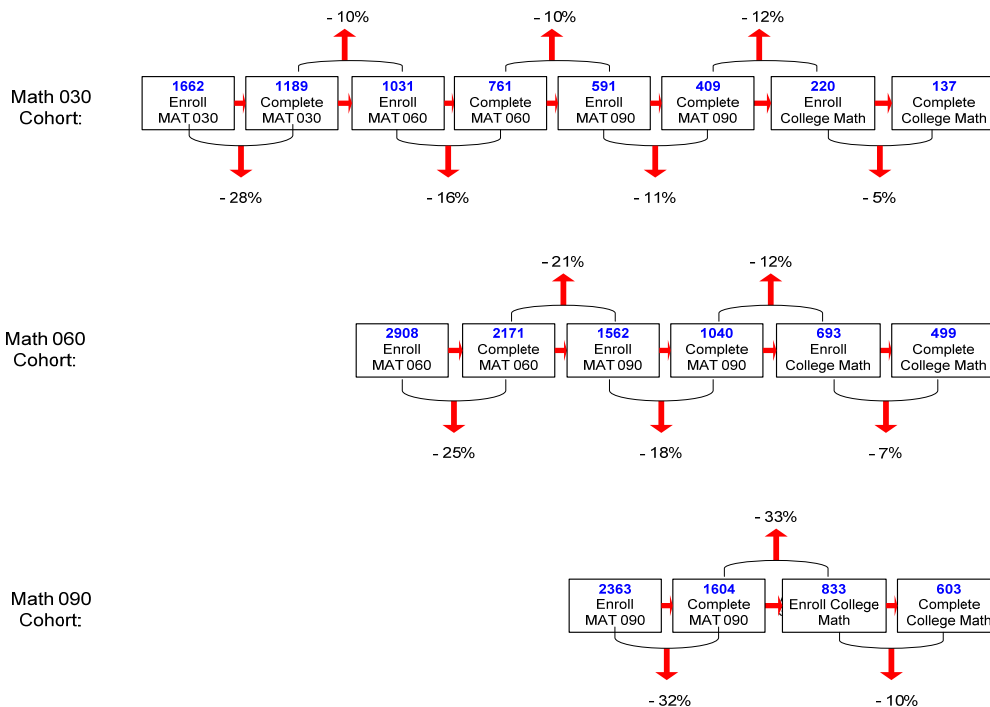 - 10%
- 10%
- 12%
Math 030
Cohort:
1662
Enroll
MAT 030
1189
Complete
MAT 030
1031
Enroll
MAT 060
761
Complete
MAT 060
591
Enroll
MAT 090
409
Complete
MAT 090
220
Enroll
College Math
137
Complete
College Math
- 28%
- 16%
- 11%
- 5%
- 21%
- 12%
Math 060
Cohort:
2908
Enroll
MAT 060
2171
Complete
MAT 060
1562
Enroll
MAT 090
1040
Complete
MAT 090
693
Enroll
College Math
499
Complete
College Math
- 25%
- 18%
- 7%
- 33%
Math 090
Cohort:
2363
Enroll
MAT 090
1604
Complete
MAT 090
833
Enroll College
Math
603
Complete
College Math
- 32%
- 10%